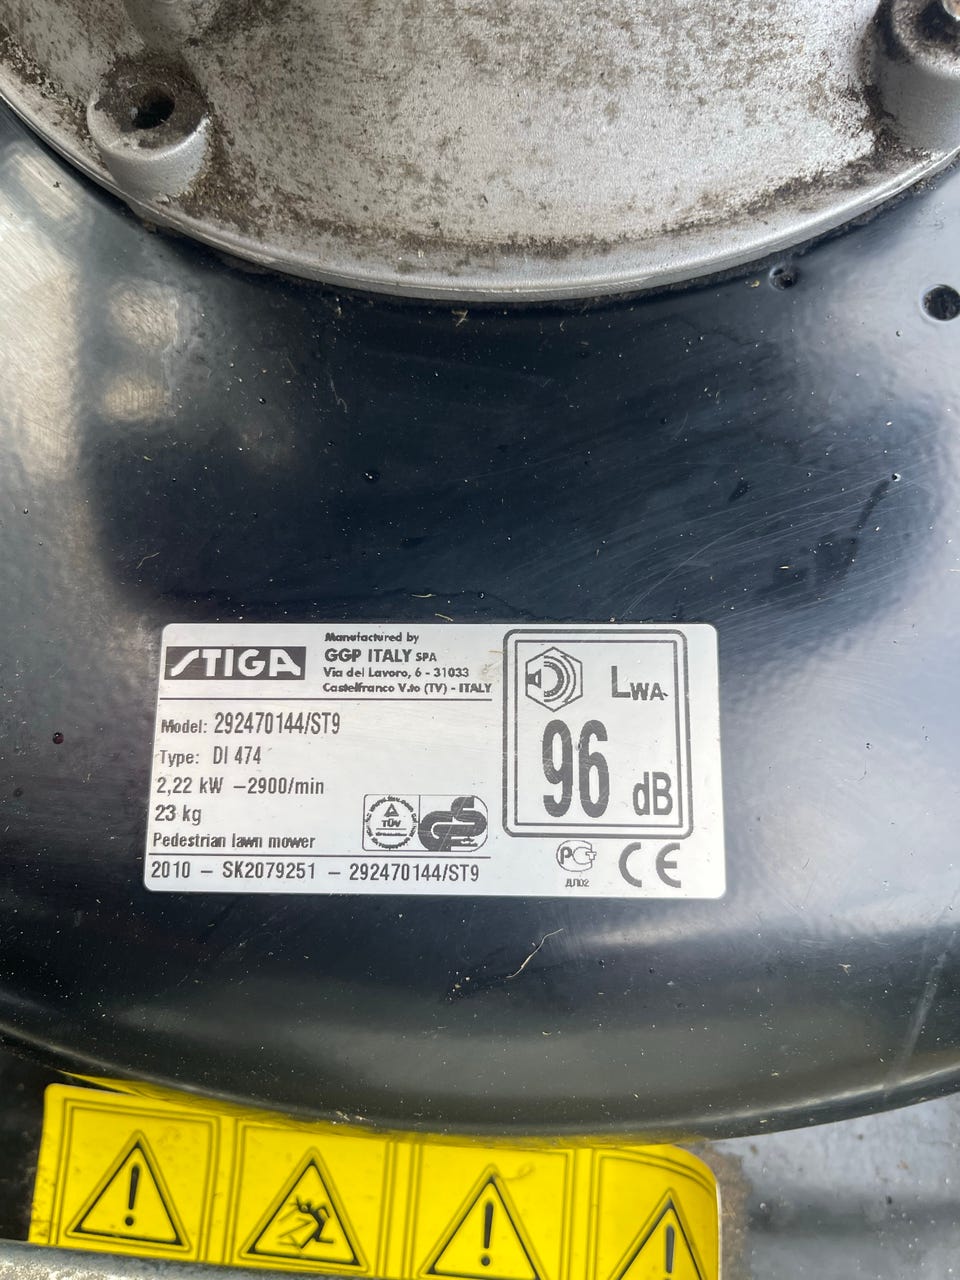 STIGA
Manufactured by
GGP ITALY SPA
Via del Lavoro, 6 - 31033
Castelfranco V.to (TV) - ITALY
Model: 292470144/ST9
Type: DI 474
2,22 kW -2900/min
23 kg
Pedestrian lawn mower
2010 - SK2079251 - 292470144/ST9
TÜV
GS
LWA
96 dB
РСТ
CE